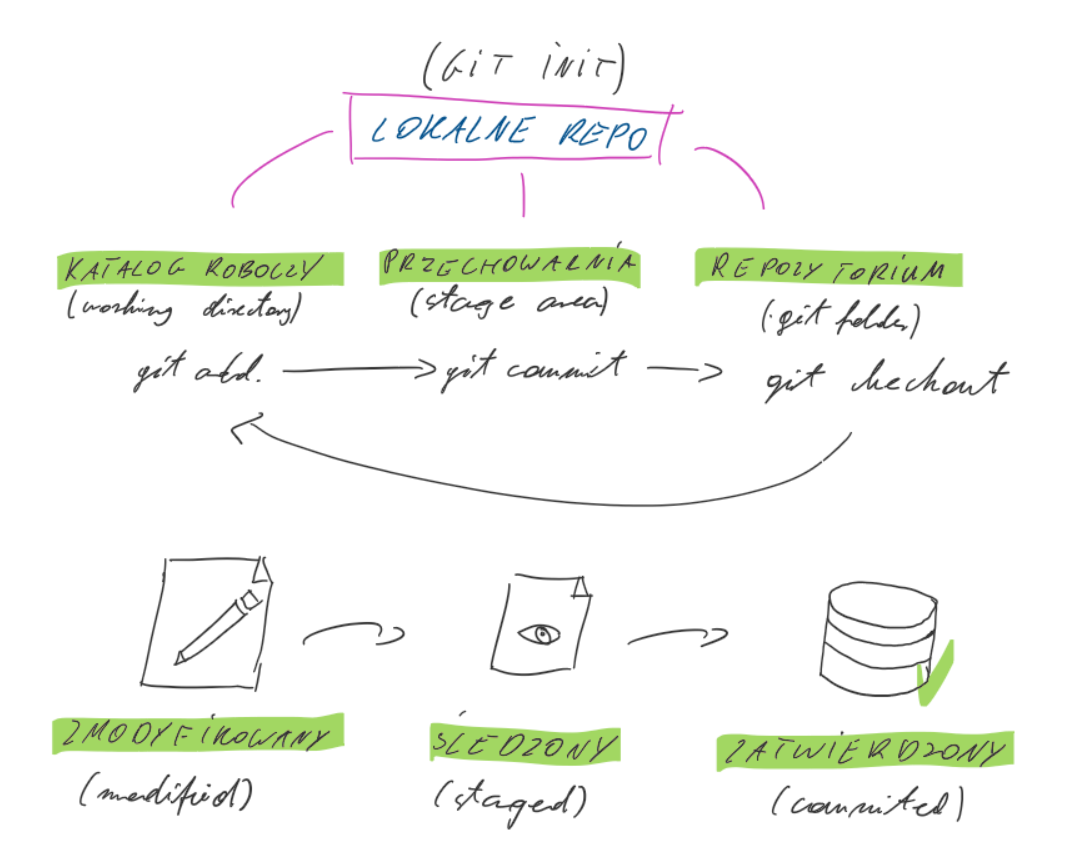 (GIT INIT)
LOKALNE REPO
KATALOG ROBOCZY
(working directory)
PRZECHOWALNIA
(stage area)
REPOZYTORIUM
(.git folder)
git add. git commit git checkout
ZMODYFIKOWANY
(modified)
ŚLEDZONY
(staged)
ZATWIERDZONY
(commited)